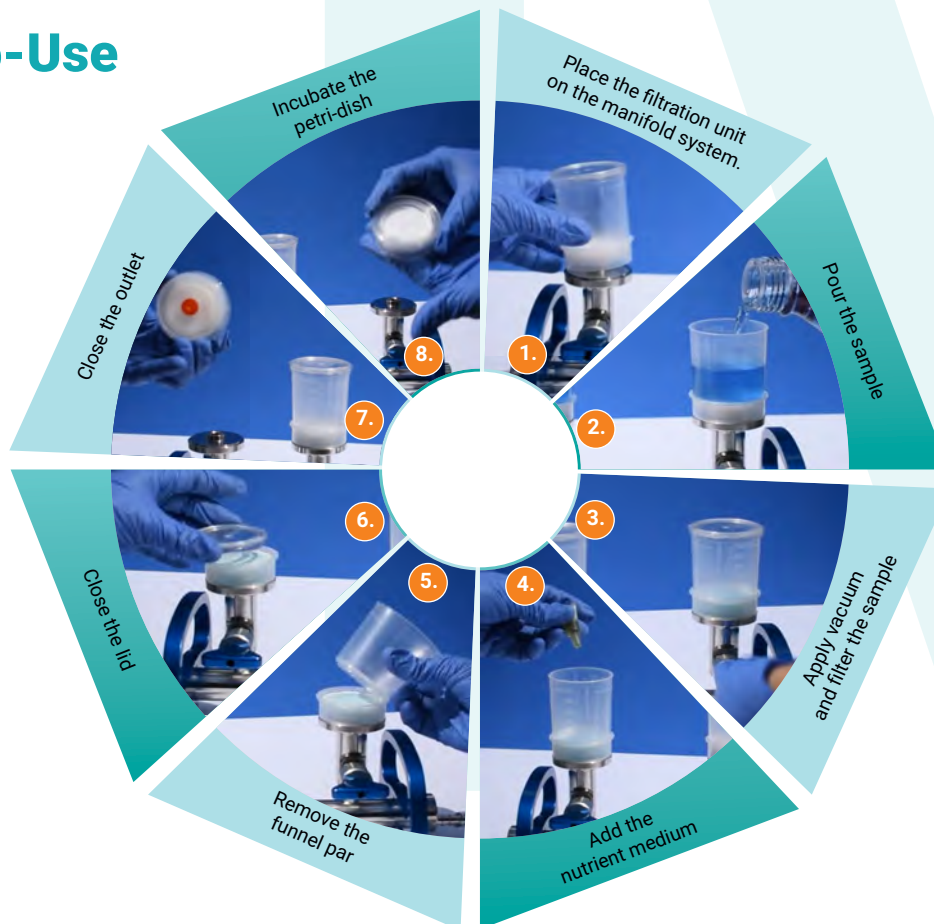 -Use
1.
Place the filtration unit
on the manifold system.
2.
Pour the sample
3.
Apply vacuum
and filter the sample
4.
Add the
nutrient medium
5.
Remove the
funnel par
6.
Close the lid
7.
Close the outlet
8.
Incubate the
petri-dish